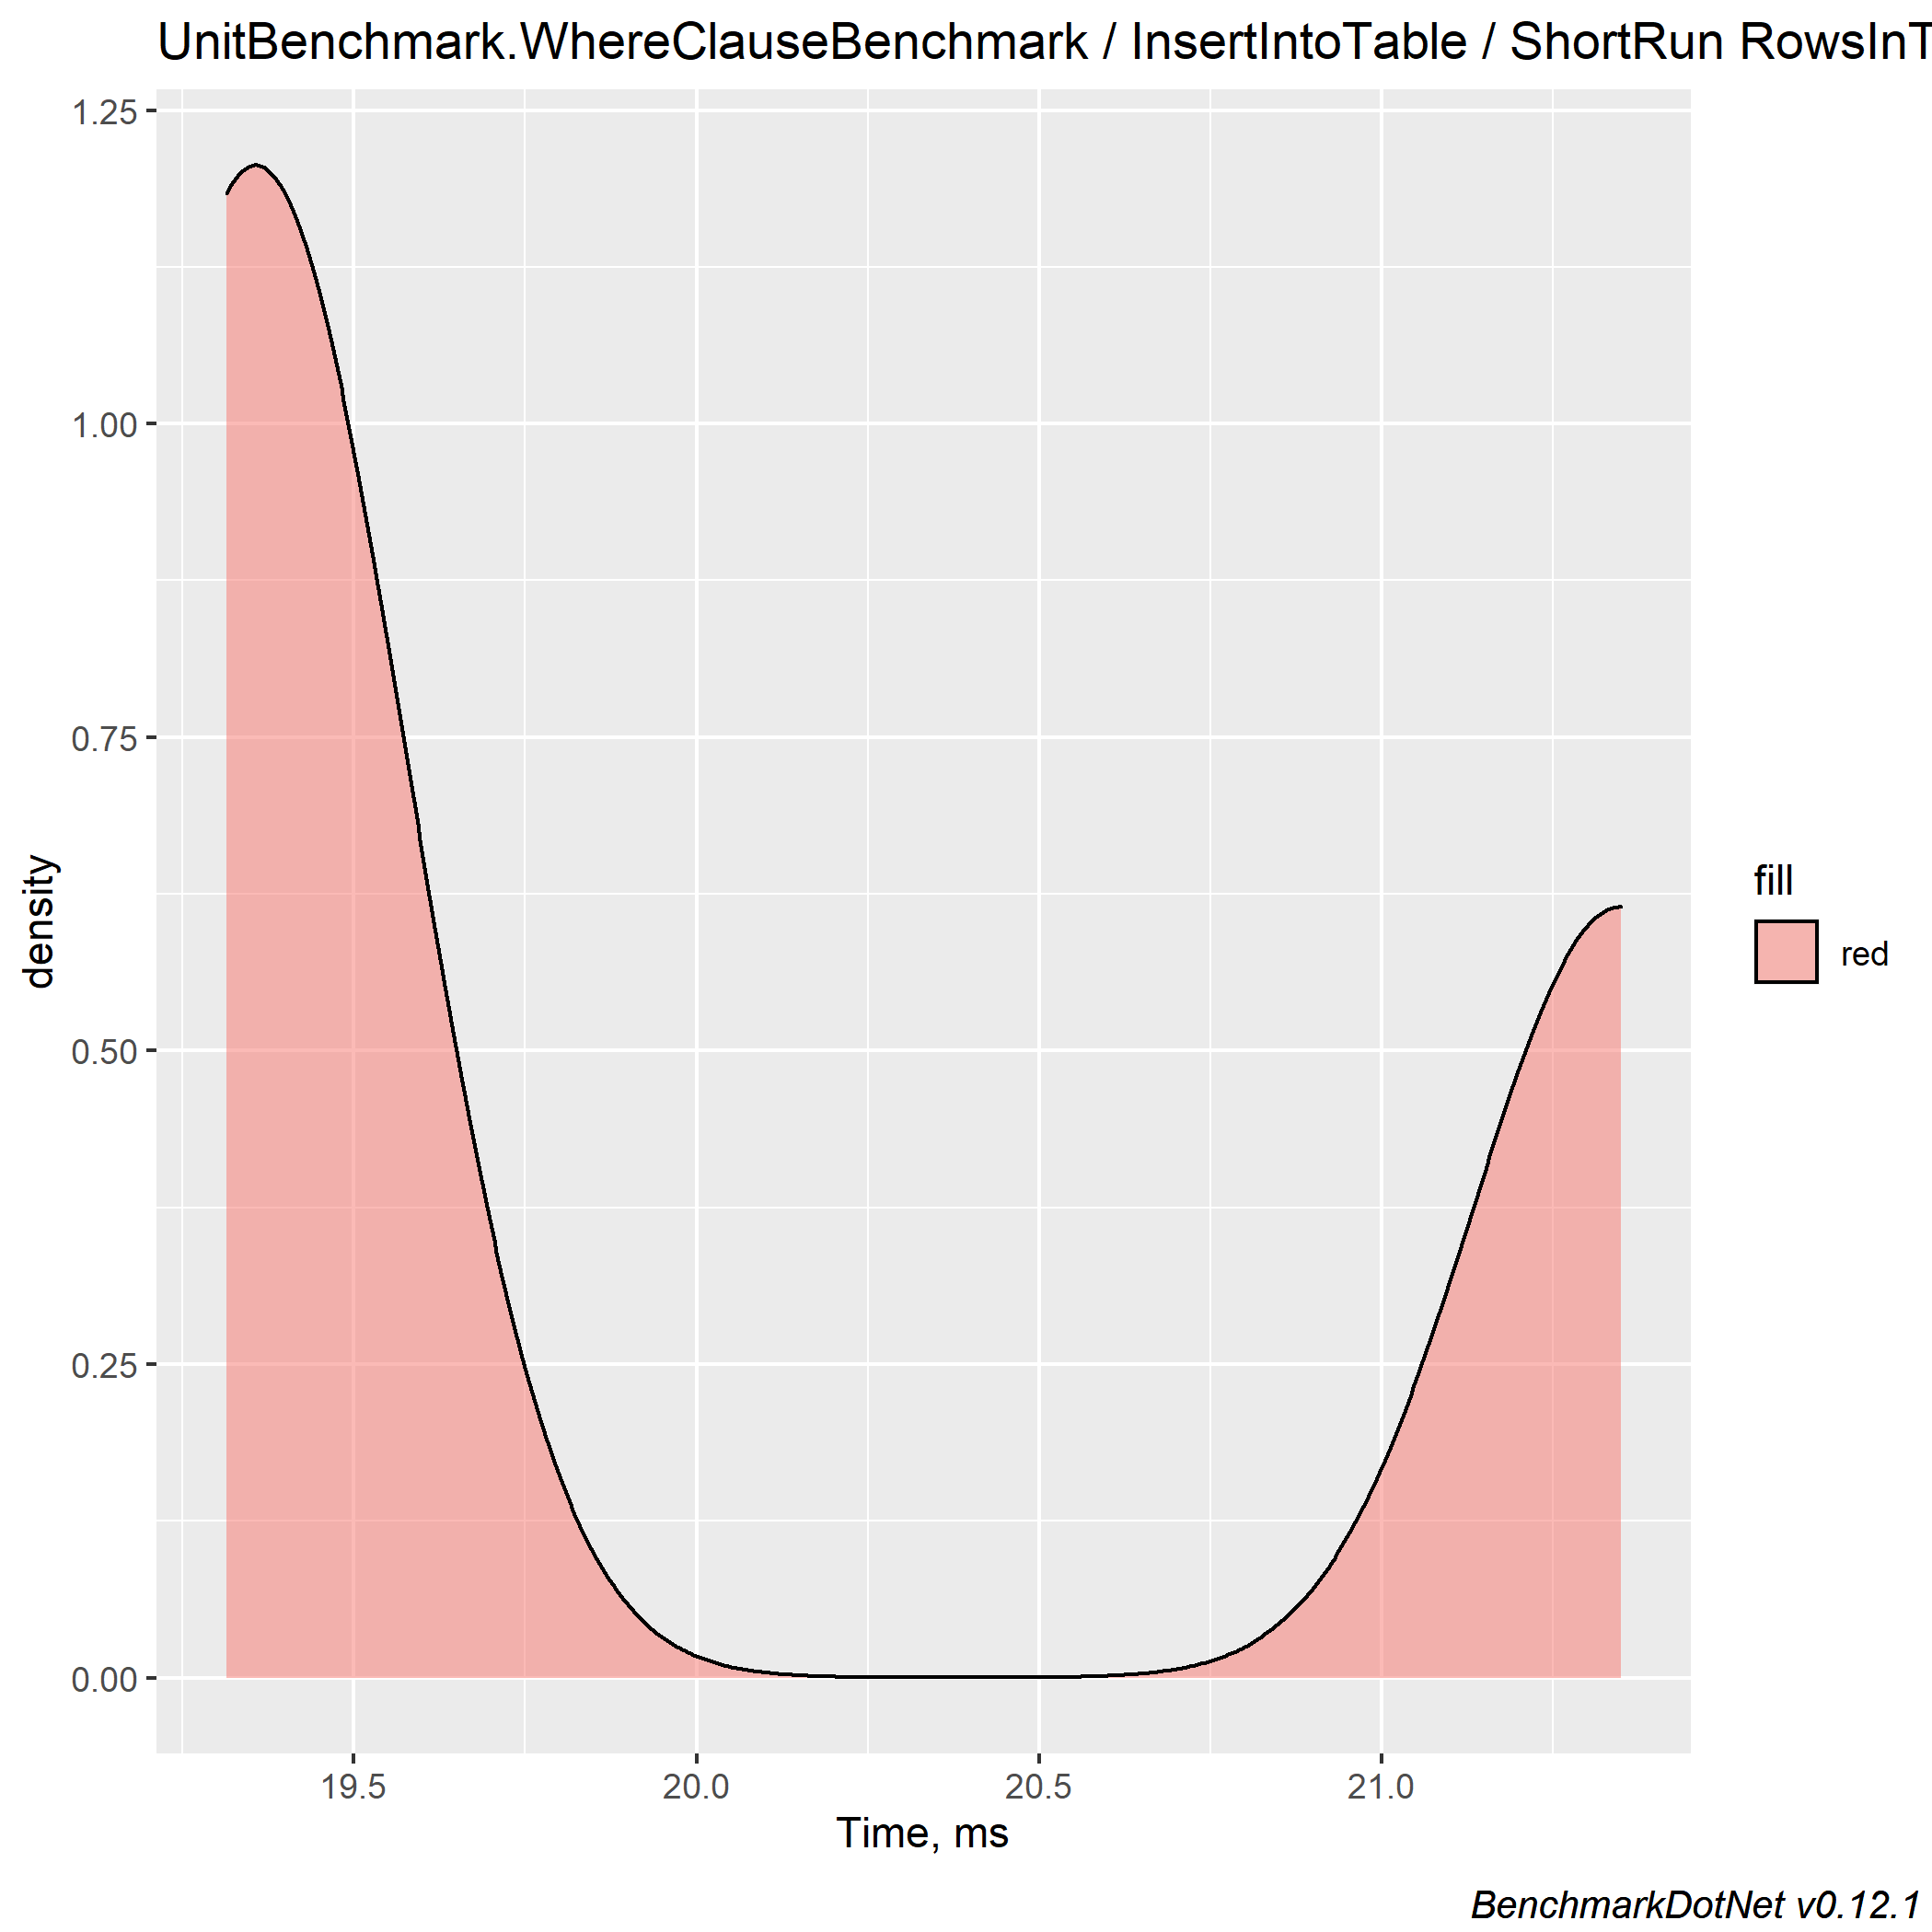 UnitBenchmark.WhereClauseBenchmark / InsertIntoTable / ShortRun RowsInT
1.25
1.00
0.75
0.50
0.25
0.00
density
19.5 20.0 20.5 21.0
Time, ms
fill
red
BenchmarkDotNet v0.12.1